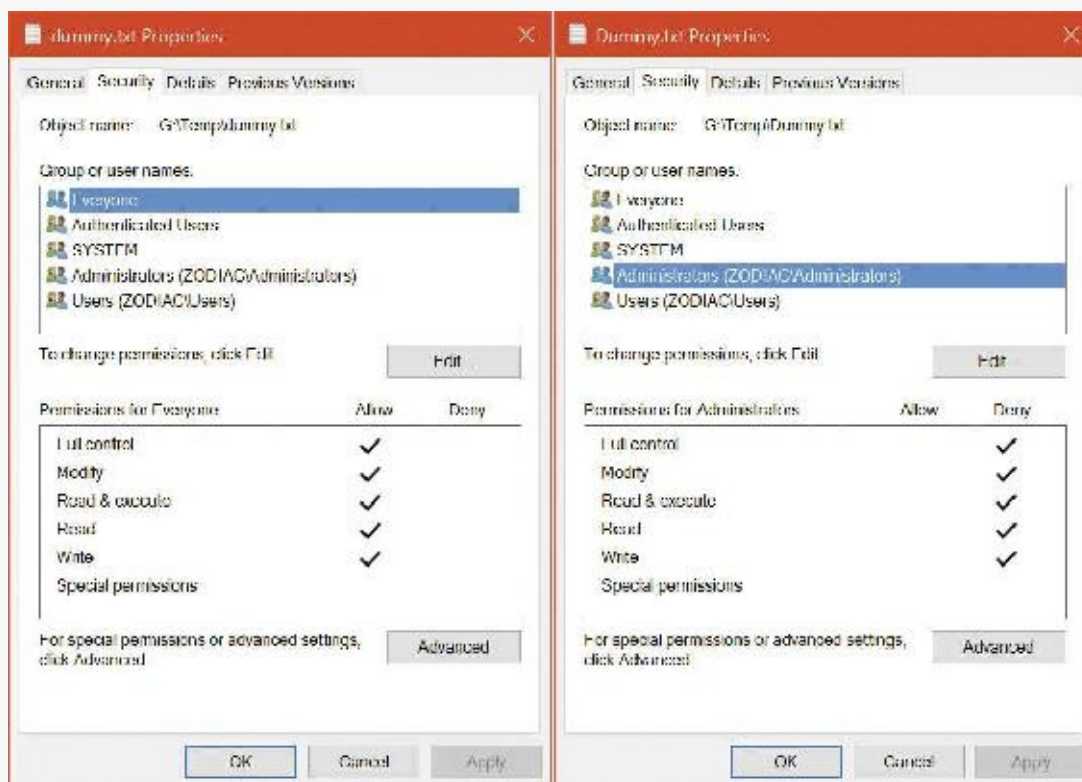 dummy.txt Properties
General Security Details Previous Versions
Object name: G:\Temp\dummy.txt
Group or user names:
Everyone
Authenticated Users
SYSTEM
Administrators (ZODIAC\Administrators)
Users (ZODIAC\Users)
To change permissions, click Edit.
Edit...
Permissions for Everyone Allow Deny
Full control
Modify
Read & execute
Read
Write
Special permissions
For special permissions or advanced settings,
click Advanced.
Advanced
OK Cancel Apply
Dummy.txt Properties
General Security Details Previous Versions
Object name: G:\Temp\Dummy.txt
Group or user names:
Everyone
Authenticated Users
SYSTEM
Administrators (ZODIAC\Administrators)
Users (ZODIAC\Users)
To change permissions, click Edit.
Edit...
Permissions for Administrators Allow Deny
Full control
Modify
Read & execute
Read
Write
Special permissions
For special permissions or advanced settings,
click Advanced.
Advanced
OK Cancel Apply